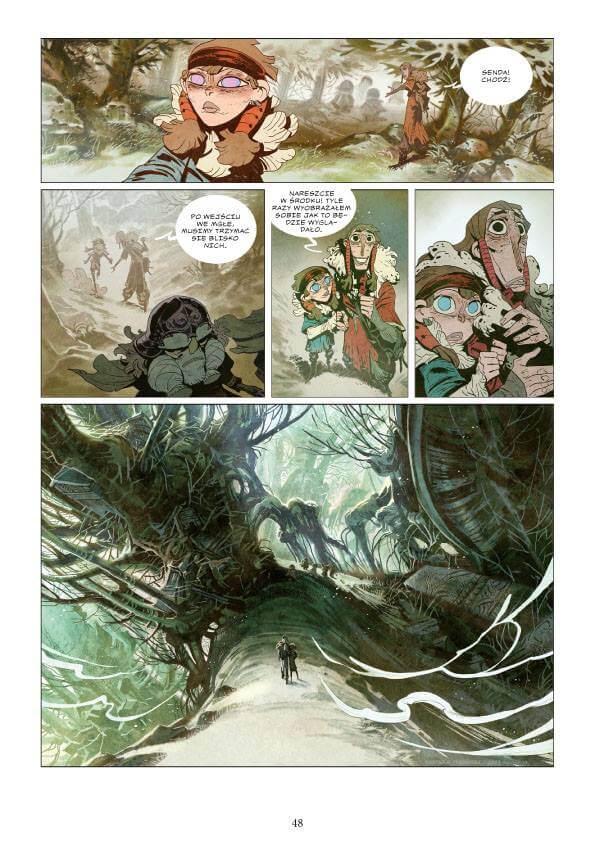 SENDA!
CHODŹ!
PO WEJŚCIU
WE MGŁĘ,
MUSIMY TRZYMAĆ
SIĘ BLISKO
NICH.
NARESZCIE
W ŚRODKU! TYLE
RAZY WYOBRAŻAŁEM
SOBIE JAK TO BĘ-
DZIE WYGLĄ-
DAŁO.
48